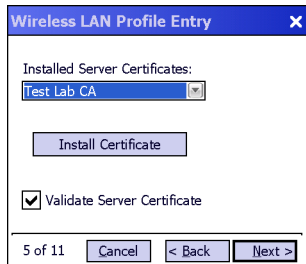 Wireless LAN Profile Entry
Installed Server Certificates:
Test Lab CA
Install Certificate
Validate Server Certificate
5 of 11 Cancel < Back Next >